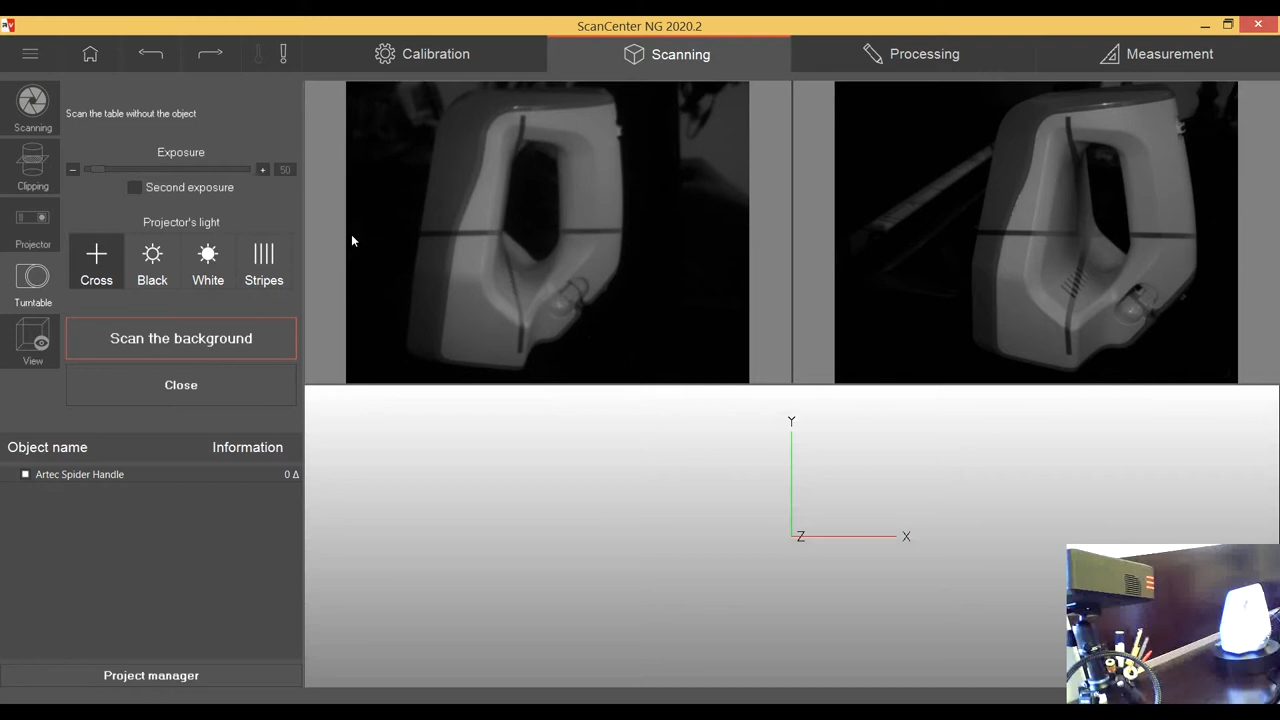 ScanCenter NG 2020.2
Calibration
Scanning
Processing
Measurement
Scanning
Clipping
Projector
Turntable
View
Scan the table without the object
Exposure
50
Second exposure
Projector's light
Cross
Black
White
Stripes
Scan the background
Close
Object name Information
Artec Spider Handle 0 Δ
Project manager
Y
Z
X